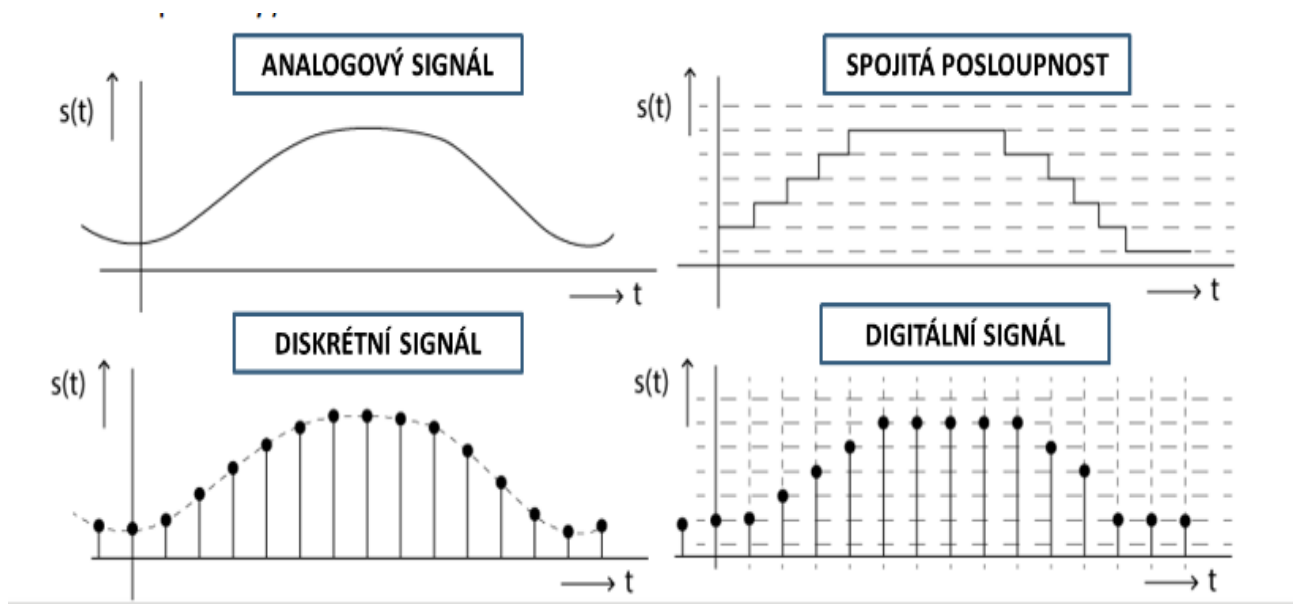 ANALOGOVÝ SIGNÁL
s(t)
t
SPOJITÁ POSLOUPNOST
s(t)
t
DISKRÉTNÍ SIGNÁL
s(t)
t
DIGITÁLNÍ SIGNÁL
s(t)
t